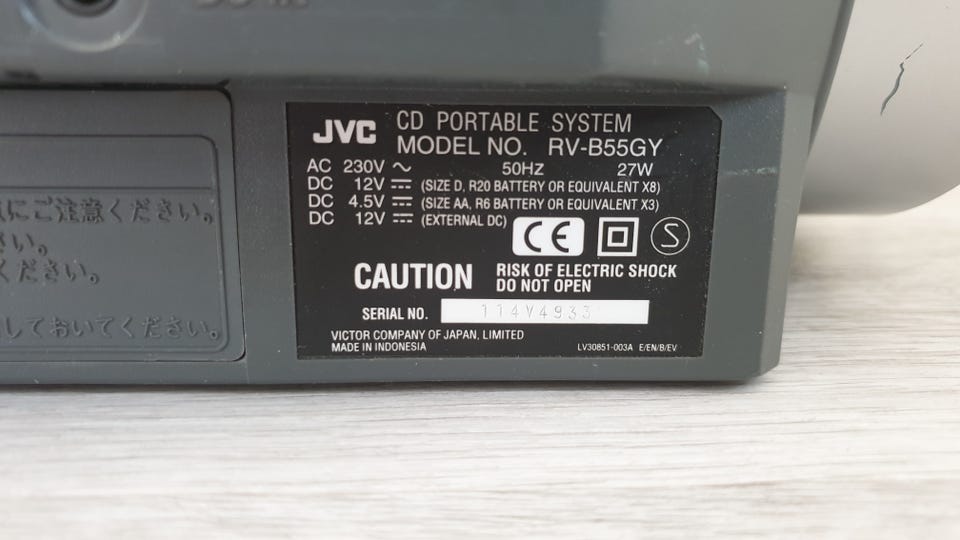 DC IN
JVC CD PORTABLE SYSTEM
MODEL NO. RV-B55GY
AC 230V ~ 50HZ 27W
DC 12V ⎓ (SIZE D, R20 BATTERY OR EQUIVALENT X8)
DC 4.5V ⎓ (SIZE AA, R6 BATTERY OR EQUIVALENT X3)
DC 12V ⎓ (EXTERNAL DC)
CE S
CAUTION RISK OF ELECTRIC SHOCK
DO NOT OPEN
SERIAL NO. 114V4933
VICTOR COMPANY OF JAPAN, LIMITED
MADE IN INDONESIA LV30851-003A E/EN/B/EV
にご注意ください。
さい。
ください。
しておいてください。